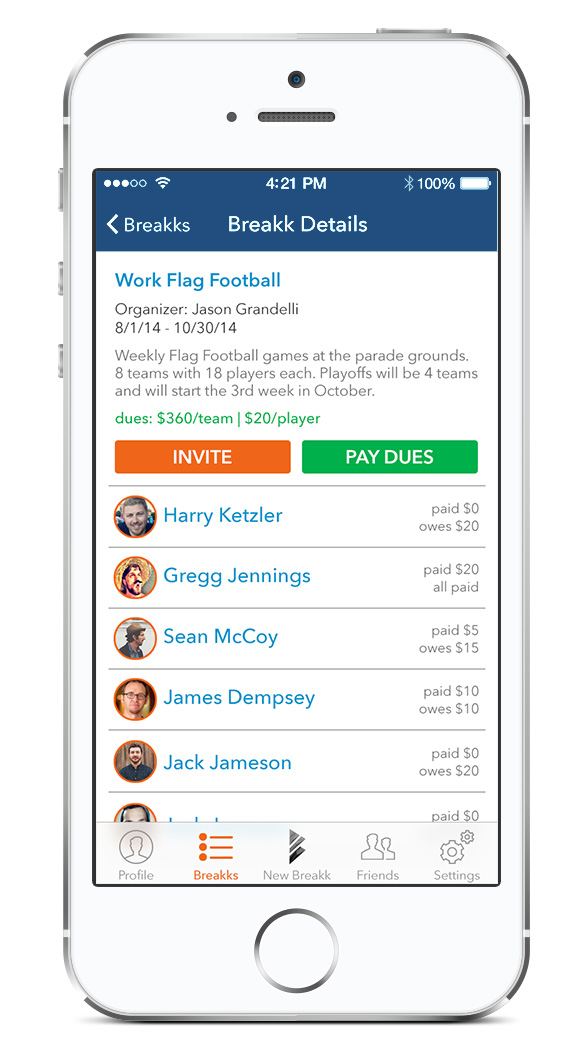 4:21 PM
100%
Breakks
Breakk Details
Work Flag Football
Organizer: Jason Grandelli
8/1/14 - 10/30/14
Weekly Flag Football games at the parade grounds.
8 teams with 18 players each. Playoffs will be 4 teams
and will start the 3rd week in October.
dues: $360/team | $20/player
INVITE
PAY DUES
Harry Ketzler
paid $0
owes $20
Gregg Jennings
paid $20
all paid
Sean McCoy
paid $5
owes $15
James Dempsey
paid $10
owes $10
Jack Jameson
paid $0
owes $20
paid $0
Profile
Breakks
New Breakk
Friends
Settings